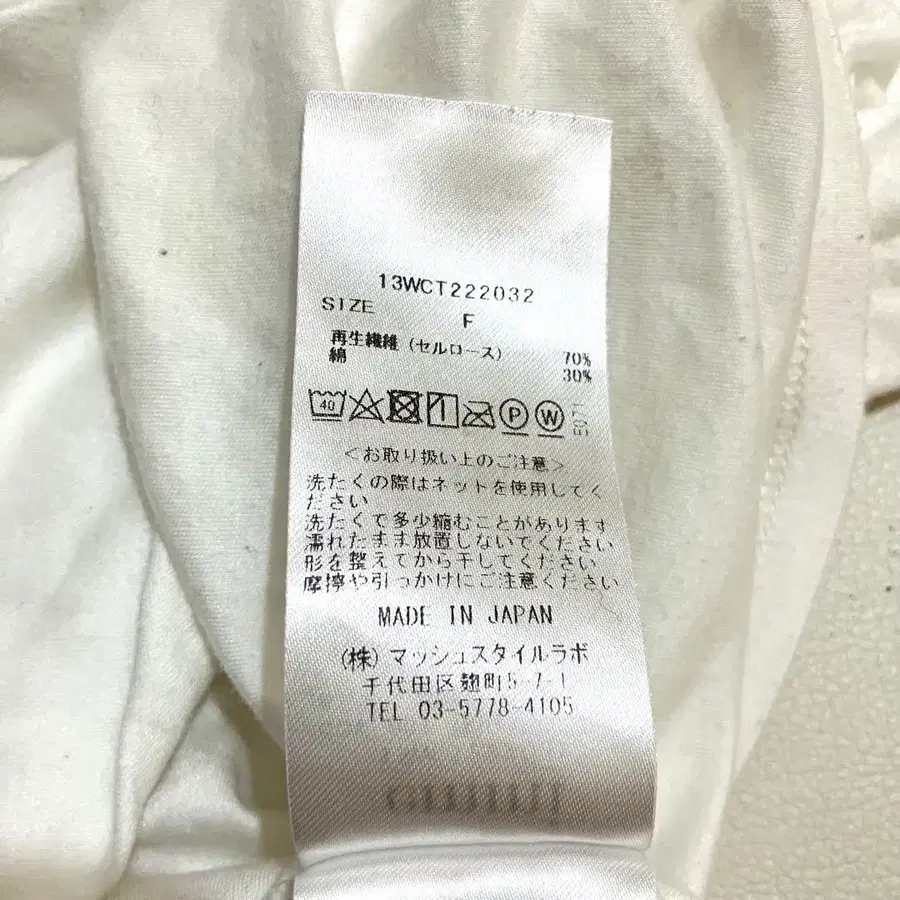 13WCT222032
SIZE
F
再生繊維（セルロース） 70%
綿 30%
40 P W
<お取り扱い上のご注意>
洗たくの際はネットを使用してく
ださい
洗たくて多少縮むことがあります
濡れたまま放置しないでください
形を整えてから干してください
摩擦や引っかけにご注意ください
MADE IN JAPAN
(株) マッシュスタイルラボ
千代田区麹町5-7-1
TEL 03-5778-4105